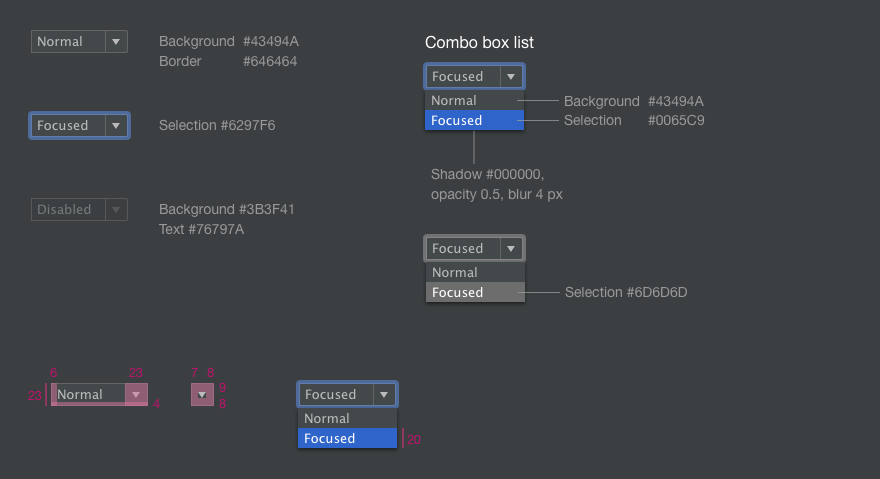 Normal
Background #43494A
Border #646464
Focused
Selection #6297F6
Disabled
Background #3B3F41
Text #76797A
Combo box list
Focused
Normal
Background #43494A
Focused
Selection #0065C9
Shadow #000000,
opacity 0.5, blur 4 px
Focused
Normal
Focused
Selection #6D6D6D
6 23
23 Normal
4
7 8
9
8
Focused
Normal
Focused
20